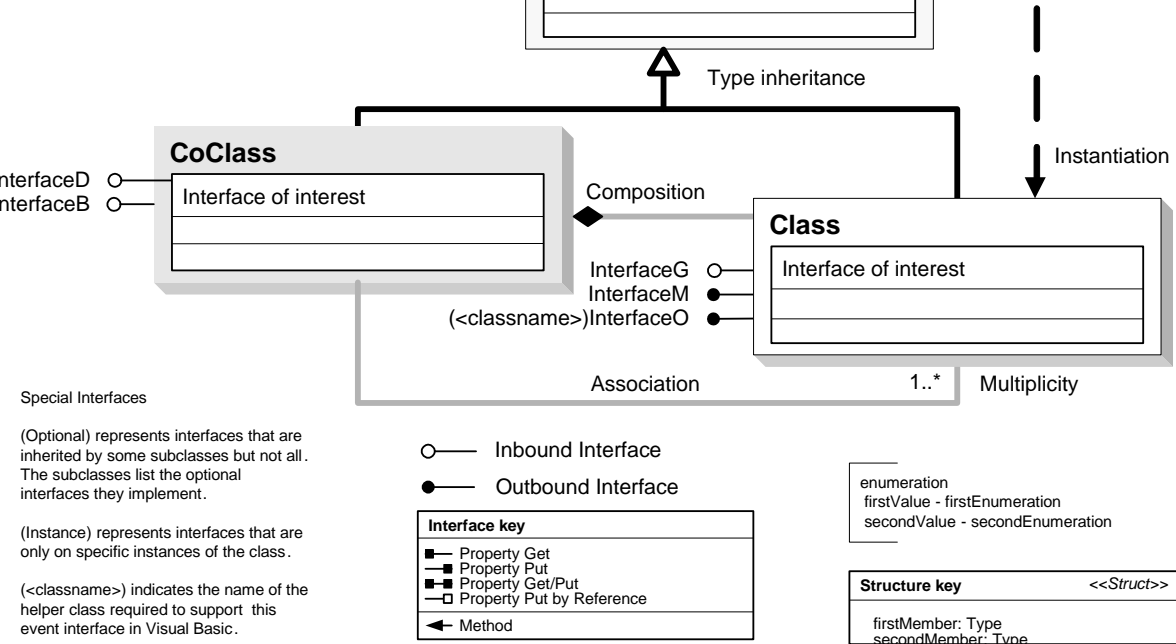 Type inheritance
Instantiation
CoClass
Interface of interest
nterfaceD
nterfaceB
Composition
Class
Interface of interest
InterfaceG
InterfaceM
(<classname>)InterfaceO
Association
1..*
Multiplicity
Special Interfaces
(Optional) represents interfaces that are
inherited by some subclasses but not all.
The subclasses list the optional
interfaces they implement.
(Instance) represents interfaces that are
only on specific instances of the class.
(<classname>) indicates the name of the
helper class required to support this
event interface in Visual Basic.
Inbound Interface
Outbound Interface
Interface key
Property Get
Property Put
Property Get/Put
Property Put by Reference
Method
enumeration
firstValue - firstEnumeration
secondValue - secondEnumeration
Structure key <<Struct>>
firstMember: Type
secondMember: Type